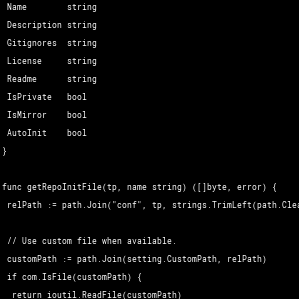 Name        string
Description string
Gitignores  string
License     string
Readme      string
IsPrivate   bool
IsMirror    bool
AutoInit    bool
}
func getRepoInitFile(tp, name string) ([]byte, error) {
relPath := path.Join("conf", tp, strings.TrimLeft(path.Clea
// Use custom file when available.
customPath := path.Join(setting.CustomPath, relPath)
if com.IsFile(customPath) {
return ioutil.ReadFile(customPath)